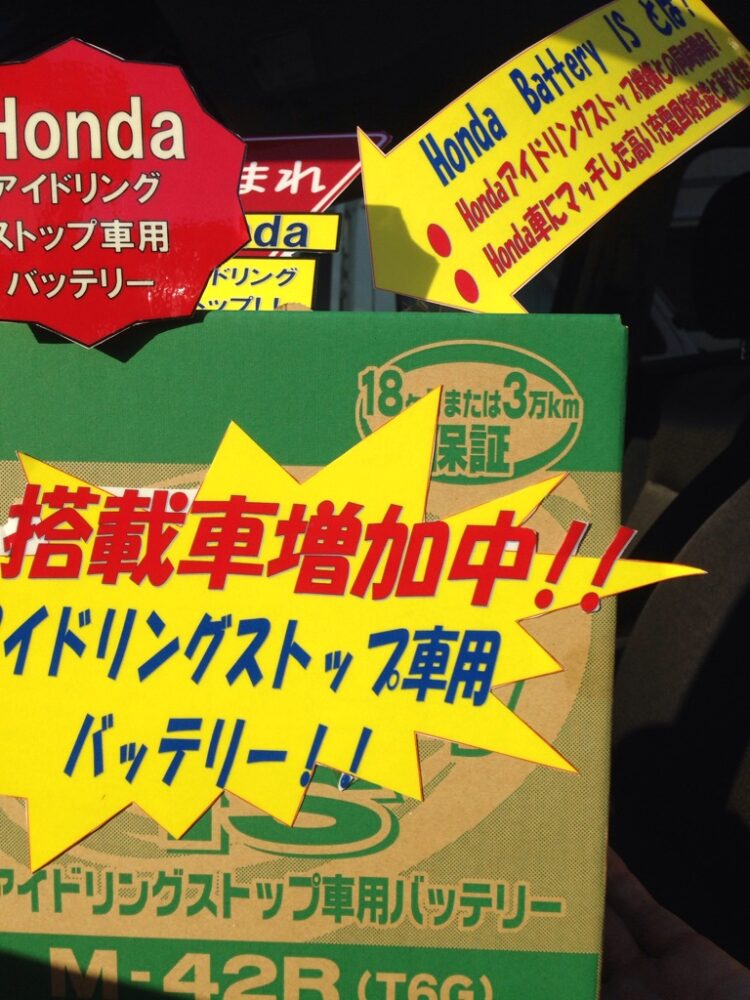 Honda
アイドリング
ストップ車用
バッテリー
まれ
da
ドリング
Honda Battery IS とは?
Hondaアイドリングストップ機構との同時開発!
Honda車にマッチした高い充電回復性能と
18ヶ月または3万km
保証
搭載車増加中!!
アイドリングストップ車用
バッテリー!!
IS
アイドリングストップ車用バッテリー
M-42R(T6G)